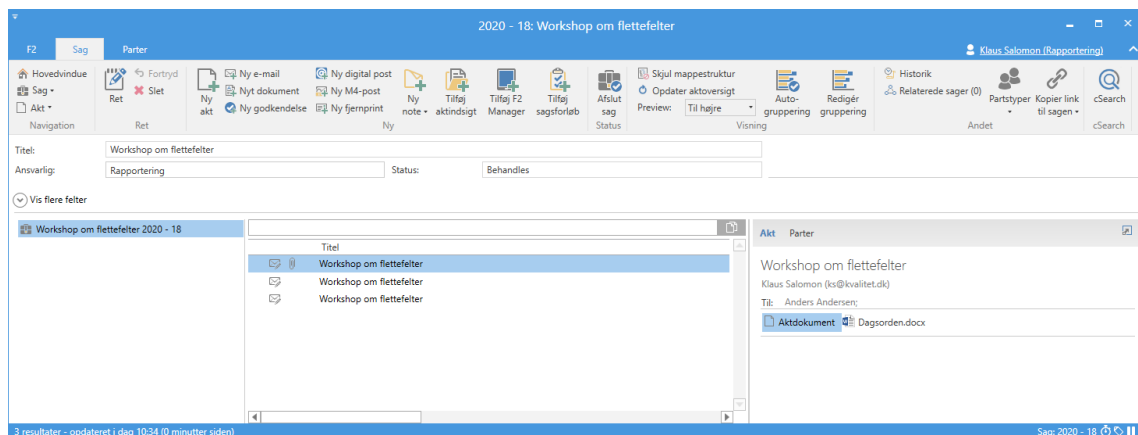 2020 - 18: Workshop om flettefelter
F2 Sag Parter Klaus Salomon (Rapportering)
Hovedvindue Fortryd Ny e-mail Ny digital post Skjul mappestruktur Historik
Sag Ret Slet Ny akt Nyt dokument Ny M4-post Ny note Tilføj aktindsigt Tilføj F2 Manager Tilføj sagsforløb Afslut sag Opdater aktoversigt Auto-gruppering Redigér gruppering Relaterede sager (0) Partstyper Kopier link til sagen cSearch
Akt Ny godkendelse Ny fjernprint Preview: Til højre
Navigation Ret Ny Status Visning Andet cSearch
Titel: Workshop om flettefelter
Ansvarlig: Rapportering Status: Behandles
Vis flere felter
Workshop om flettefelter 2020 - 18
Titel
Workshop om flettefelter
Workshop om flettefelter
Workshop om flettefelter
Akt Parter
Workshop om flettefelter
Klaus Salomon (ks@kvalitet.dk)
Til: Anders Andersen;
Aktdokument Dagsorden.docx
3 resultater - opdateret i dag 10:34 (0 minutter siden) Sag: 2020 - 18